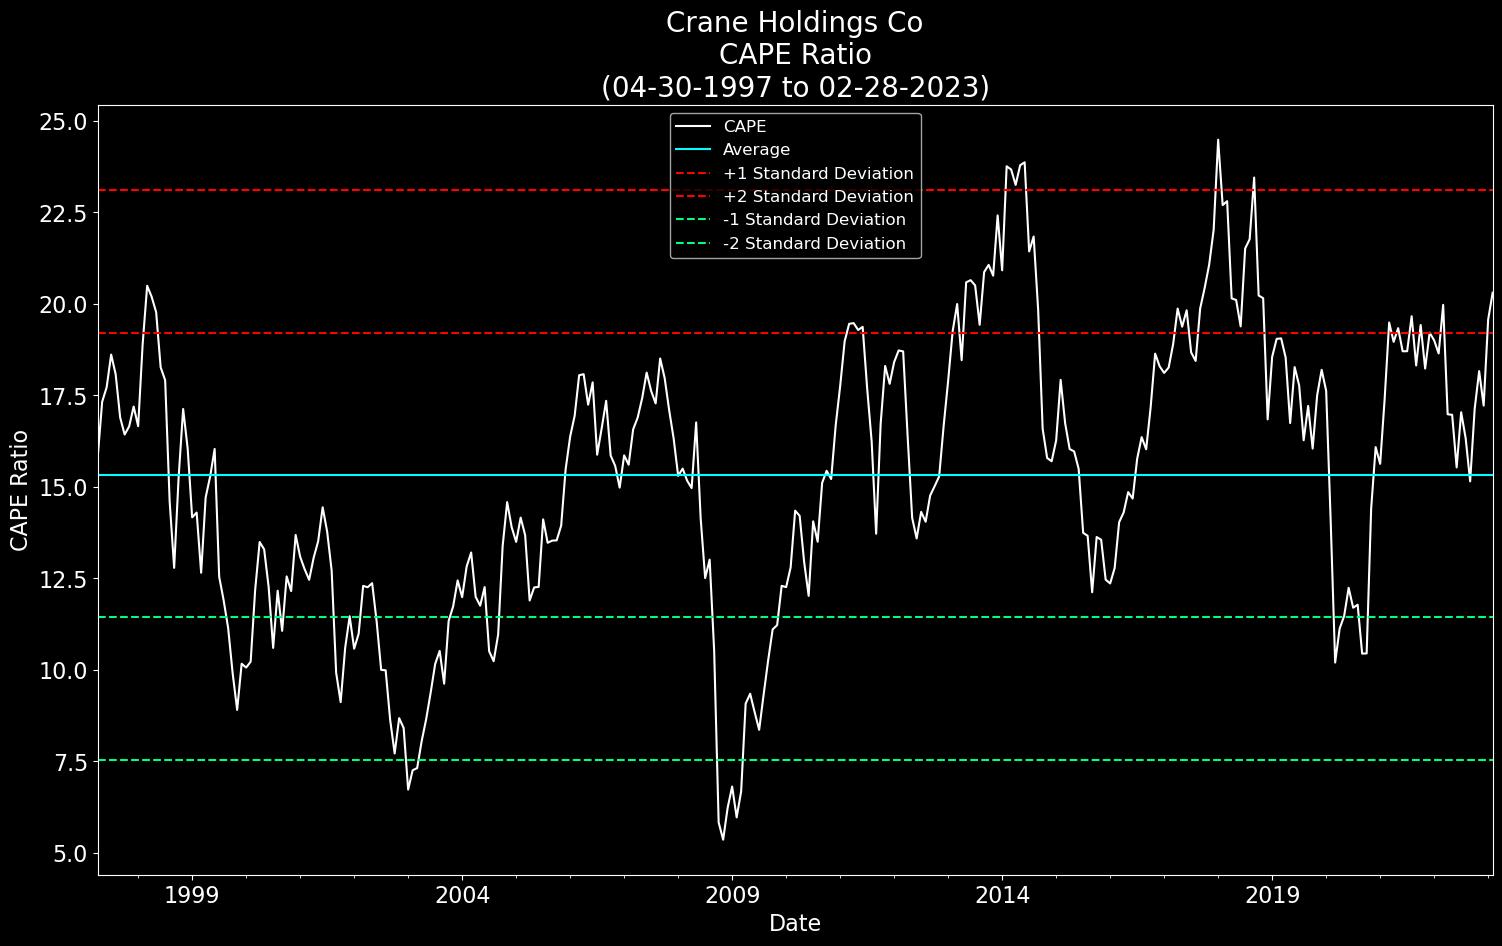 Crane Holdings Co
CAPE Ratio
(04-30-1997 to 02-28-2023)
CAPE
Average
+1 Standard Deviation
+2 Standard Deviation
-1 Standard Deviation
-2 Standard Deviation
25.0
22.5
20.0
17.5
15.0
12.5
10.0
7.5
5.0
CAPE Ratio
1999 2004 2009 2014 2019
Date